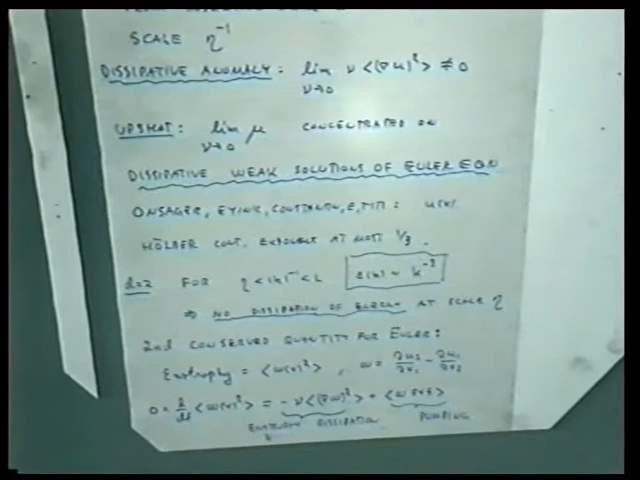 SCALE η⁻¹
DISSIPATIVE ANOMALY: lim ν <(∇u)²> ≠ 0
ν→0
UPSHOT: lim μ CONCENTRATED ON
ν→0
DISSIPATIVE WEAK SOLUTIONS OF EULER EQN
ONSAGER, EYINK, CONSTANTIN, E, TITI: u(x)
HÖLDER CONT. EXPONENT AT MOST 1/3.
d=2 FOR η < |k|⁻¹ < L e(k) ~ k⁻³
⇒ NO DISSIPATION OF ENERGY AT SCALE η
2nd CONSERVED QUANTITY FOR EULER:
Enstrophy = <ω(x)²>, ω = ∂u₂/∂x₁ − ∂u₁/∂x₂
0 = d/dt <ω(x)²> = −ν<(∇ω)²> +
ENSTROPHY DISSIPATION PUMPING